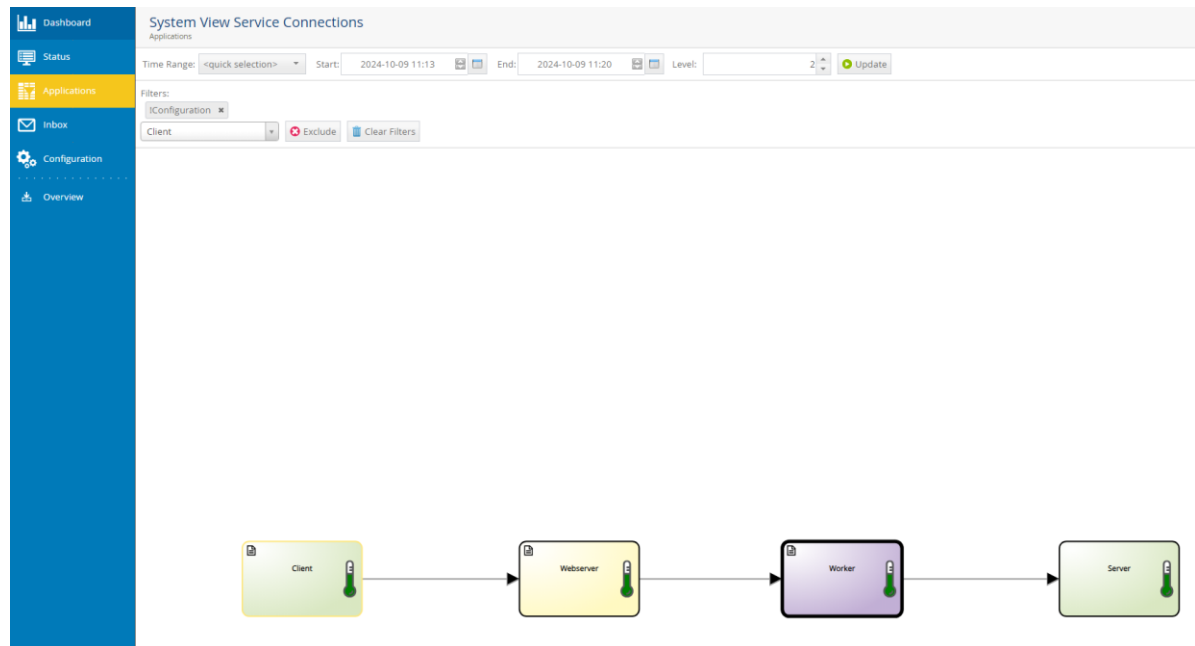 Dashboard
Status
Applications
Inbox
Configuration
Overview
System View Service Connections
Applications
Time Range: <quick selection> Start: 2024-10-09 11:13 End: 2024-10-09 11:20 Level: 2 Update
Filters:
IConfiguration ×
Client Exclude Clear Filters
Client Webserver Worker Server